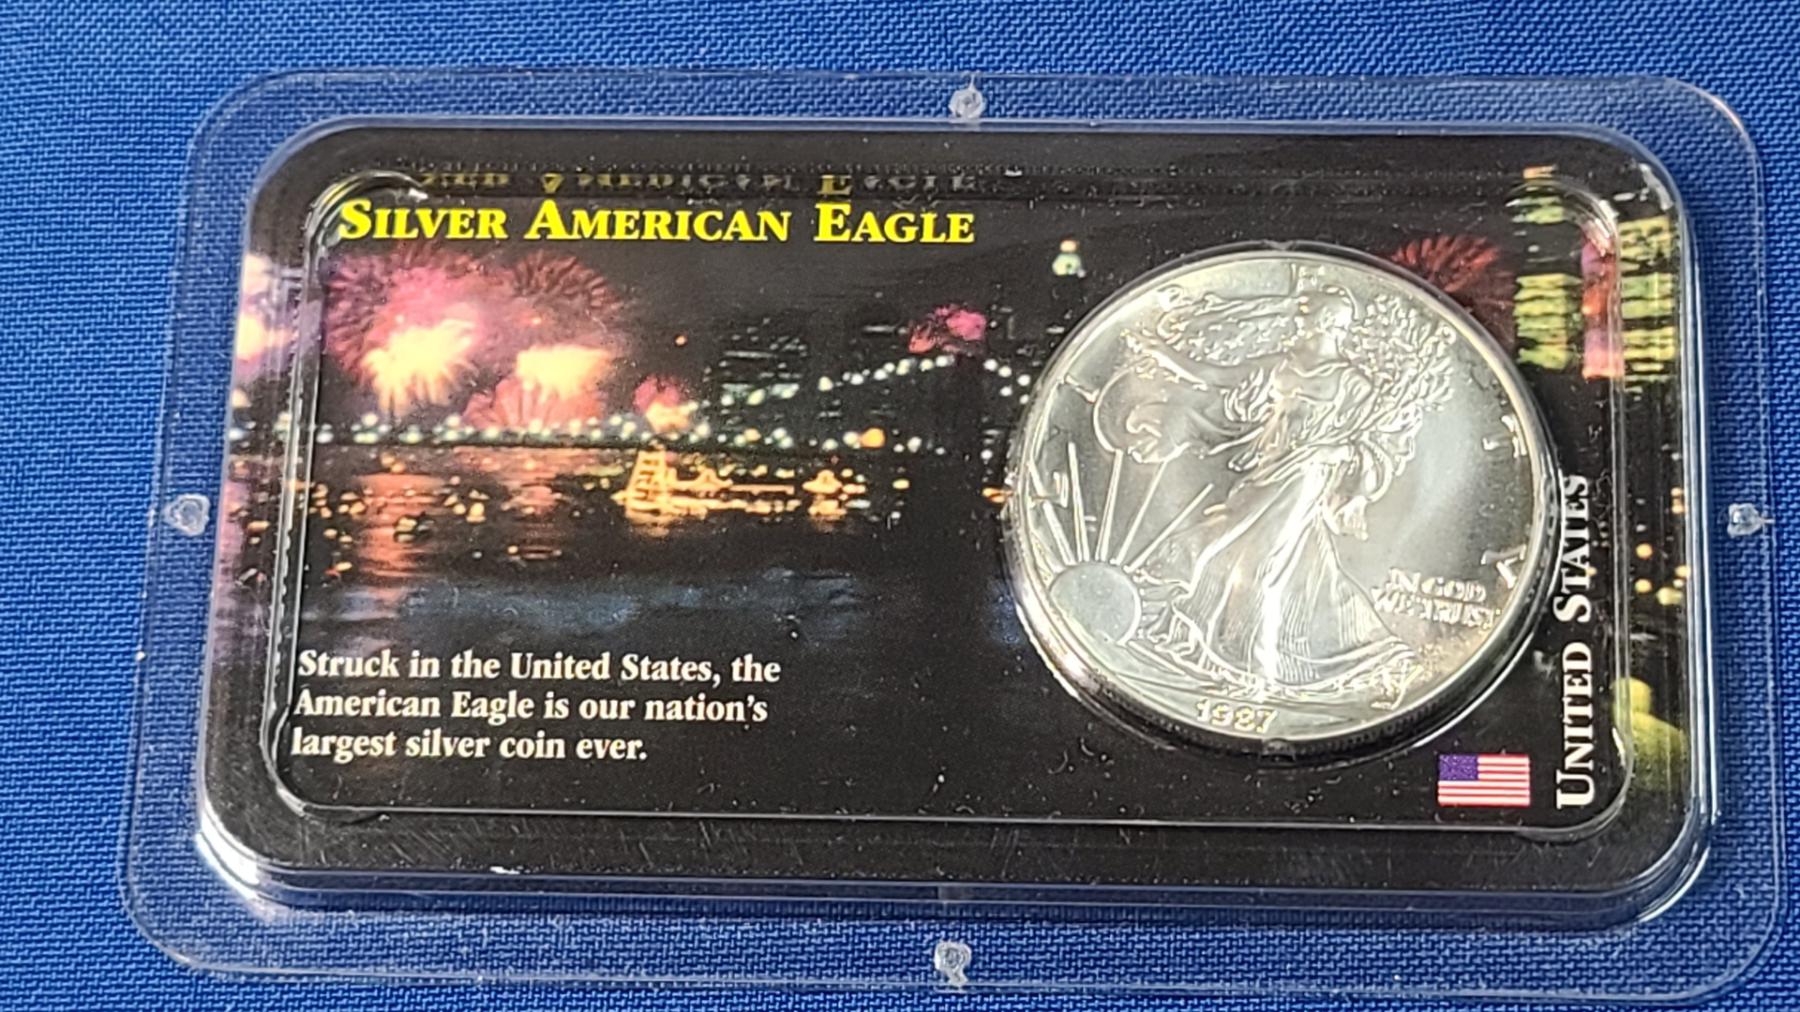 SILVER AMERICAN EAGLE
Struck in the United States, the
American Eagle is our nation's
largest silver coin ever.
UNITED STATES
L I T Y
IN GOD
WE TRUST
1987